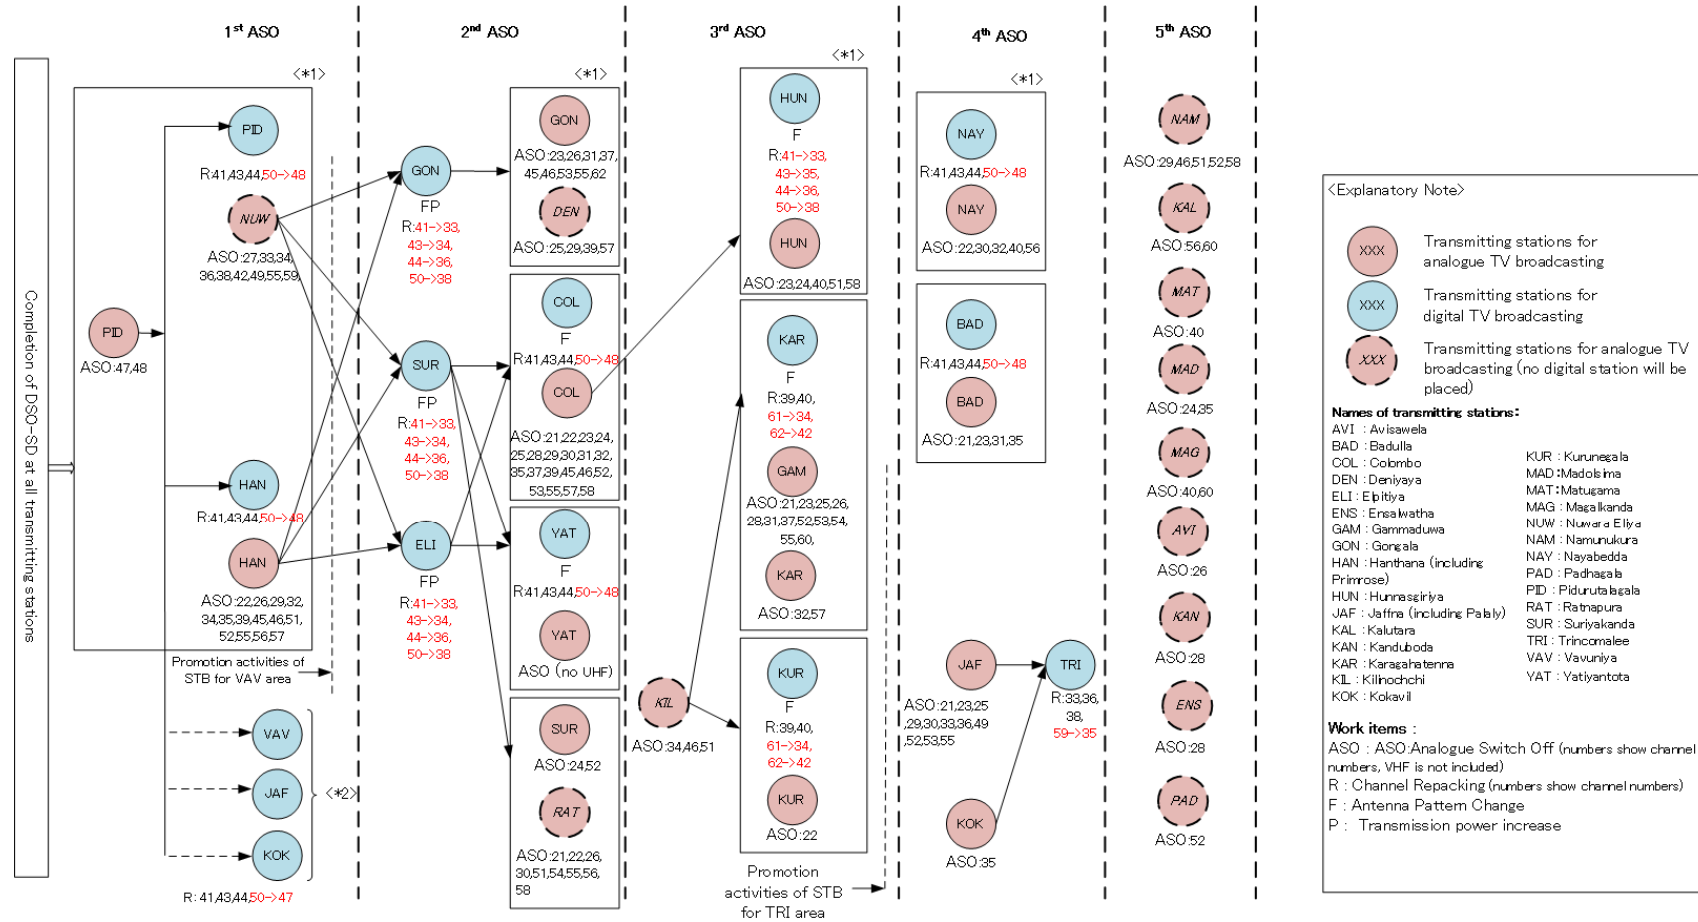 1st ASO
2nd ASO
3rd ASO
4th ASO
5th ASO
Completion of DSO-SD at all transmitting stations
<*1>
PID
R:41,43,44,50->48
NUW
ASO:27,33,34,
36,38,42,49,55,59,
PID
ASO:47,48
HAN
R:41,43,44,50->48
HAN
ASO:22,26,29,32,
34,35,39,45,46,51,
52,55,56,57
Promotion activities of
STB for VAV area
VAV
JAF
<*2>
KOK
R: 41,43,44,50->47
GON
FP
R:41->33,
43->34,
44->36,
50->38
SUR
FP
R:41->33,
43->34,
44->36,
50->38
ELI
FP
R:41->33,
43->34,
44->36,
50->38
<*1>
GON
ASO:23,26,31,37,
45,46,53,55,62
DEN
ASO:25,29,39,57
COL
F
R:41,43,44,50->48
COL
ASO:21,22,23,24,
25,28,29,30,31,32,
35,37,39,45,46,52,
53,55,57,58
YAT
F
R:41,43,44,50->48
YAT
ASO (no UHF)
SUR
ASO:24,52
RAT
ASO:21,22,26,
30,51,54,55,56,
58
KIL
ASO:34,46,51
<*1>
HUN
F
R:41->33,
43->35,
44->36,
50->38
HUN
ASO:23,24,40,51,58
KAR
F
R:39,40,
61->34,
62->42
GAM
ASO:21,23,25,26,
28,31,37,52,53,54,
55,60,
KAR
ASO:32,57
KUR
F
R:39,40,
61->34,
62->42
KUR
ASO:22
Promotion
activities of STB
for TRI area
<*1>
NAY
R:41,43,44,50->48
NAY
ASO:22,30,32,40,56
BAD
R:41,43,44,50->48
BAD
ASO:21,23,31,35
JAF
ASO:21,23,25
,29,30,33,36,49
,52,53,55
TRI
R:33,36,
38,
59->35
KOK
ASO:35
NAM
ASO:29,46,51,52,58
KAL
ASO:56,60
MAT
ASO:40
MAD
ASO:24,35
MAG
ASO:40,60
AVI
ASO:26
KAN
ASO:28
ENS
ASO:28
PAD
ASO:52
<Explanatory Note>
XXX
Transmitting stations for
analogue TV broadcasting
XXX
Transmitting stations for
digital TV broadcasting
XXX
Transmitting stations for analogue TV
broadcasting (no digital station will be
placed)
Names of transmitting stations:
AVI : Avisawela
BAD : Badulla
COL : Colombo
DEN : Deniyaya
ELI : Elpitiya
ENS : Ensalwatha
GAM : Gammaduwa
GON : Gongala
HAN : Hanthana (including
Primrose)
HUN : Hunnasgiriya
JAF : Jaffna (including Palaly)
KAL : Kalutara
KAN : Kanduboda
KAR : Karagahatenna
KIL : Kilinochchi
KOK : Kokavil
KUR : Kurunegala
MAD:Madolsima
MAT:Matugama
MAG : Magalkanda
NUW : Nuwara Eliya
NAM : Namunukura
NAY : Nayabedda
PAD : Padhagala
PID : Pidurutalagala
RAT : Ratnapura
SUR : Suriyakanda
TRI : Trincomalee
VAV : Vavuniya
YAT : Yatiyantota
Work items :
ASO : ASO:Analogue Switch Off (numbers show channel
numbers, VHF is not included)
R : Channel Repacking (numbers show channel numbers)
F : Antenna Pattern Change
P : Transmission power increase